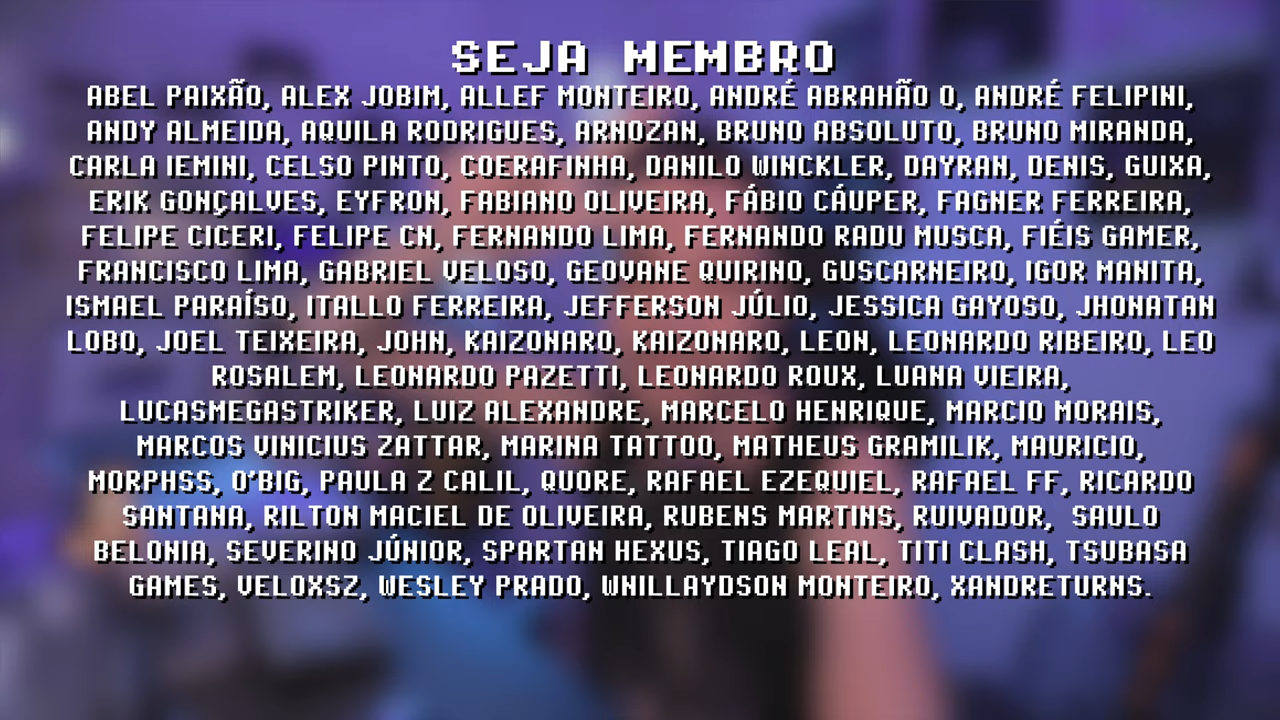 SEJA MEMBRO
ABEL PAIXÃO, ALEX JOBIM, ALLEF MONTEIRO, ANDRÉ ABRAHÃO O, ANDRÉ FELIPINI,
ANDY ALMEIDA, AQUILA RODRIGUES, ARNOZAN, BRUNO ABSOLUTO, BRUNO MIRANDA,
CARLA IEMINI, CELSO PINTO, COERAFINHA, DANILO WINCKLER, DAYRAN, DENIS, GUIXA,
ERIK GONÇALVES, EYFRON, FABIANO OLIVEIRA, FÁBIO CÁUPER, FAGNER FERREIRA,
FELIPE CICERI, FELIPE CN, FERNANDO LIMA, FERNANDO RADU MUSCA, FIÉIS GAMER,
FRANCISCO LIMA, GABRIEL VELOSO, GEOVANE QUIRINO, GUSCARNEIRO, IGOR MANITA,
ISMAEL PARAÍSO, ITALLO FERREIRA, JEFFERSON JÚLIO, JESSICA GAYOSO, JHONATAN
LOBO, JOEL TEIXEIRA, JOHN, KAIZONARO, KAIZONARO, LEON, LEONARDO RIBEIRO, LEO
ROSALEM, LEONARDO PAZETTI, LEONARDO ROUX, LUANA VIEIRA,
LUCASMEGASTRIKER, LUIZ ALEXANDRE, MARCELO HENRIQUE, MARCIO MORAIS,
MARCOS VINICIUS ZATTAR, MARINA TATTOO, MATHEUS GRAMILIK, MAURICIO,
MORPHSS, O'BIG, PAULA Z CALIL, QUORE, RAFAEL EZEQUIEL, RAFAEL FF, RICARDO
SANTANA, RILTON MACIEL DE OLIVEIRA, RUBENS MARTINS, RUIVADOR, SAULO
BELONIA, SEVERINO JÚNIOR, SPARTAN HEXUS, TIAGO LEAL, TITI CLASH, TSUBASA
GAMES, VELOXSZ, WESLEY PRADO, WNILLAYDSON MONTEIRO, XANDRETURNS.